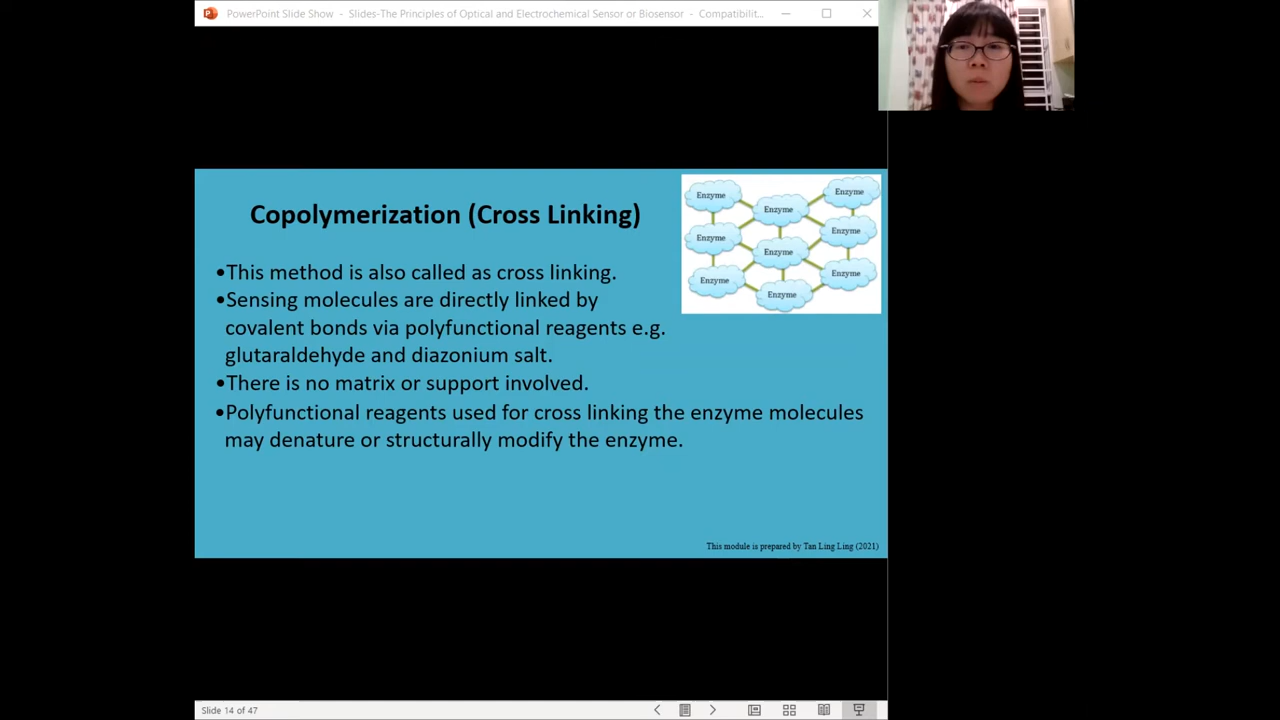 PowerPoint Slide Show - Slides-The Principles of Optical and Electrochemical Sensor or Biosensor - Compatibilit...
Copolymerization (Cross Linking)
•This method is also called as cross linking.
•Sensing molecules are directly linked by
covalent bonds via polyfunctional reagents e.g.
glutaraldehyde and diazonium salt.
•There is no matrix or support involved.
•Polyfunctional reagents used for cross linking the enzyme molecules
may denature or structurally modify the enzyme.
Enzyme
Enzyme
Enzyme
Enzyme
Enzyme
Enzyme
Enzyme
Enzyme
Enzyme
This module is prepared by Tan Ling Ling (2021)
Slide 14 of 47